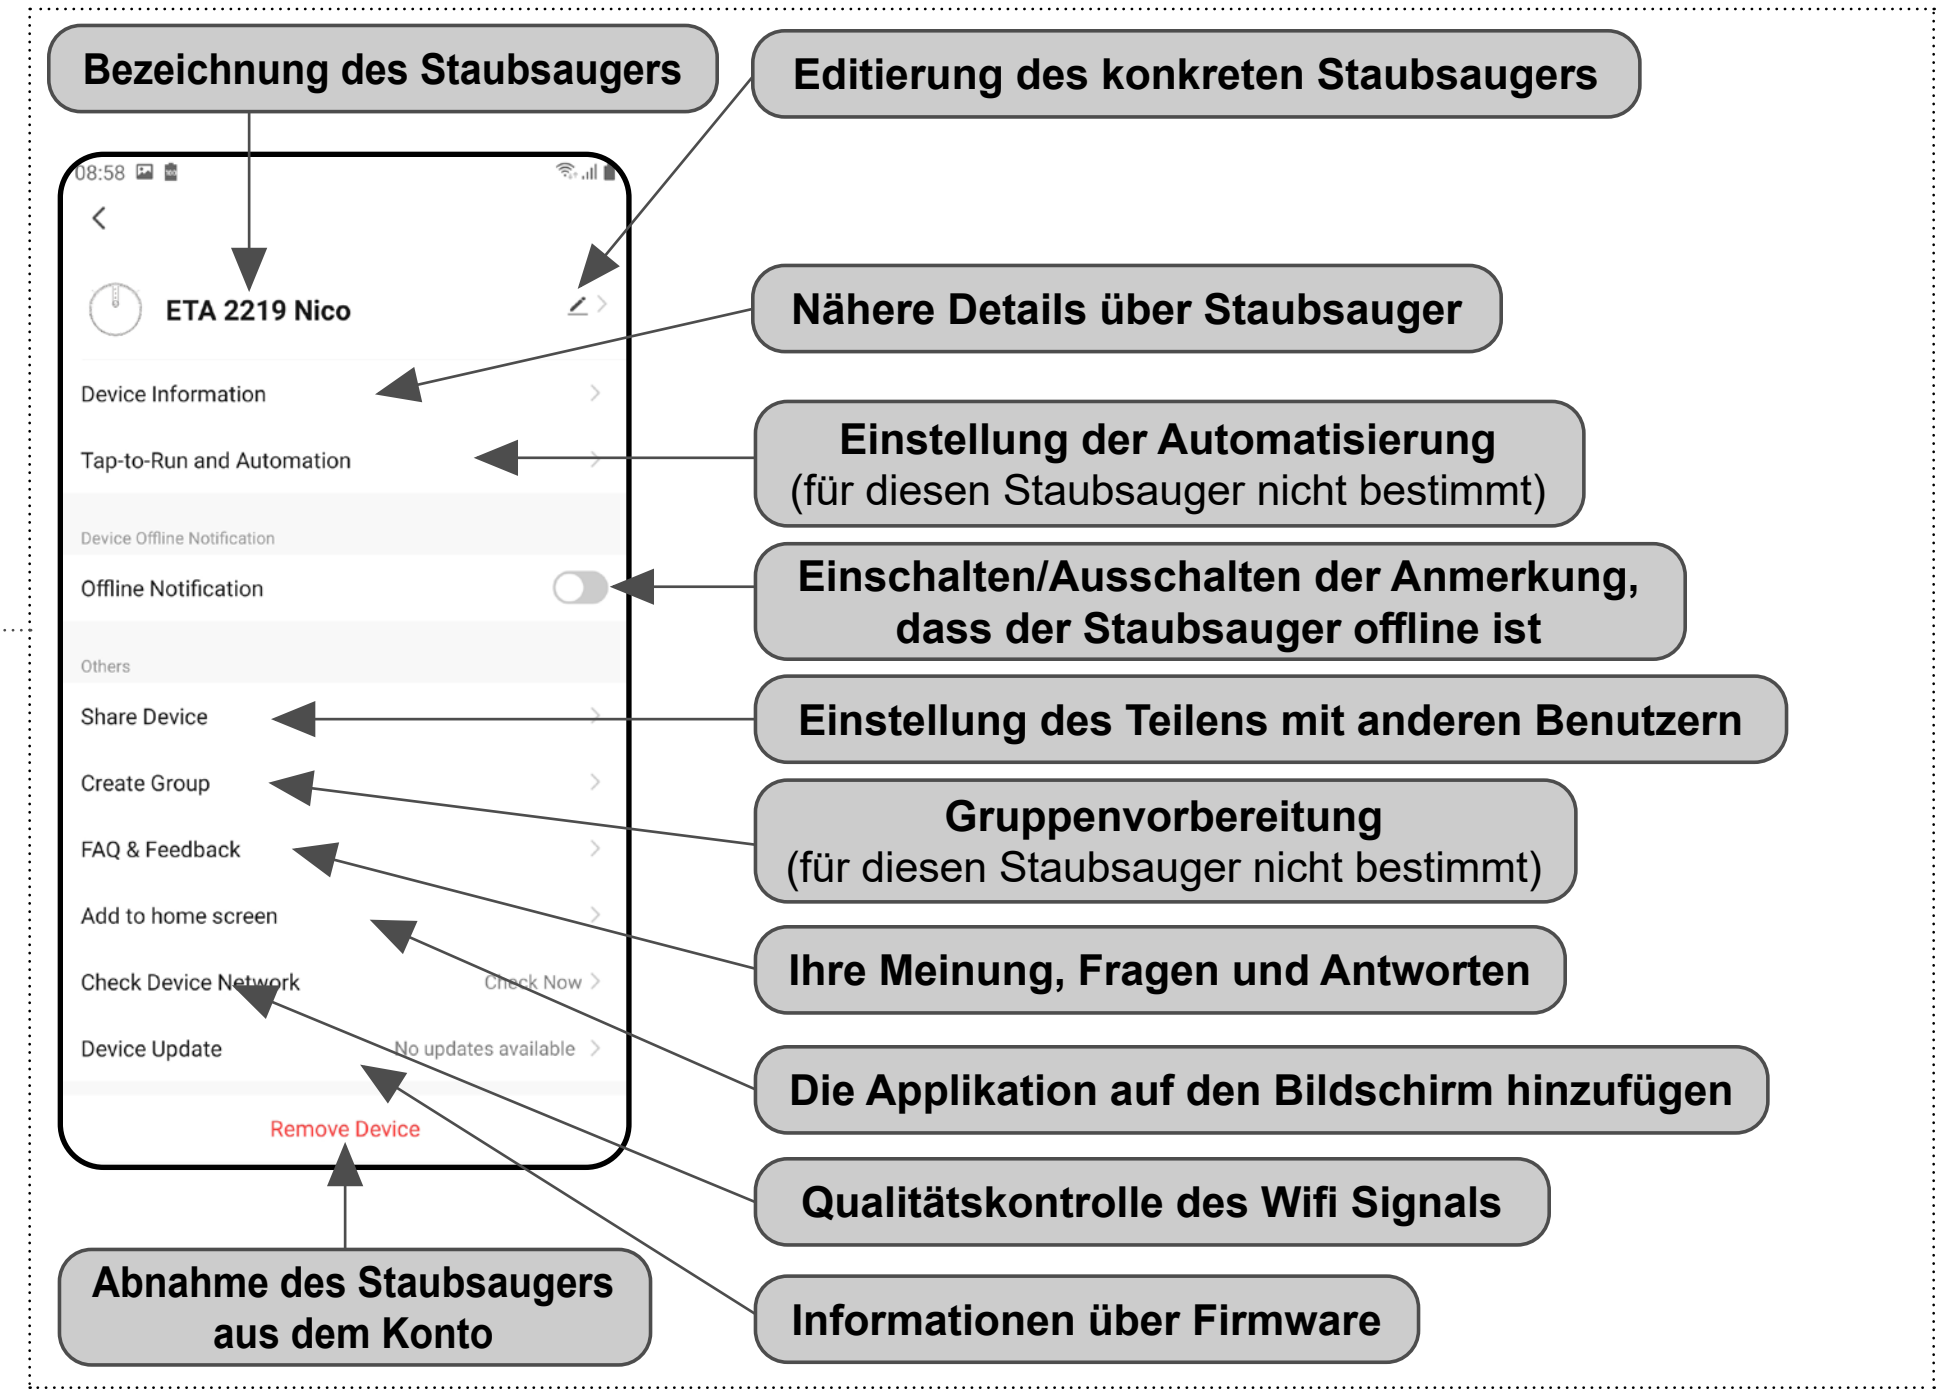 Bezeichnung des Staubsaugers
Editierung des konkreten Staubsaugers
08:58
ETA 2219 Nico
Nähere Details über Staubsauger
Device Information
Einstellung der Automatisierung
(für diesen Staubsauger nicht bestimmt)
Tap-to-Run and Automation
Device Offline Notification
Offline Notification
Einschalten/Ausschalten der Anmerkung,
dass der Staubsauger offline ist
Others
Share Device
Einstellung des Teilens mit anderen Benutzern
Create Group
Gruppenvorbereitung
(für diesen Staubsauger nicht bestimmt)
FAQ & Feedback
Add to home screen
Ihre Meinung, Fragen und Antworten
Check Device Network
Check Now
Device Update
No updates available
Die Applikation auf den Bildschirm hinzufügen
Remove Device
Qualitätskontrolle des Wifi Signals
Abnahme des Staubsaugers
aus dem Konto
Informationen über Firmware